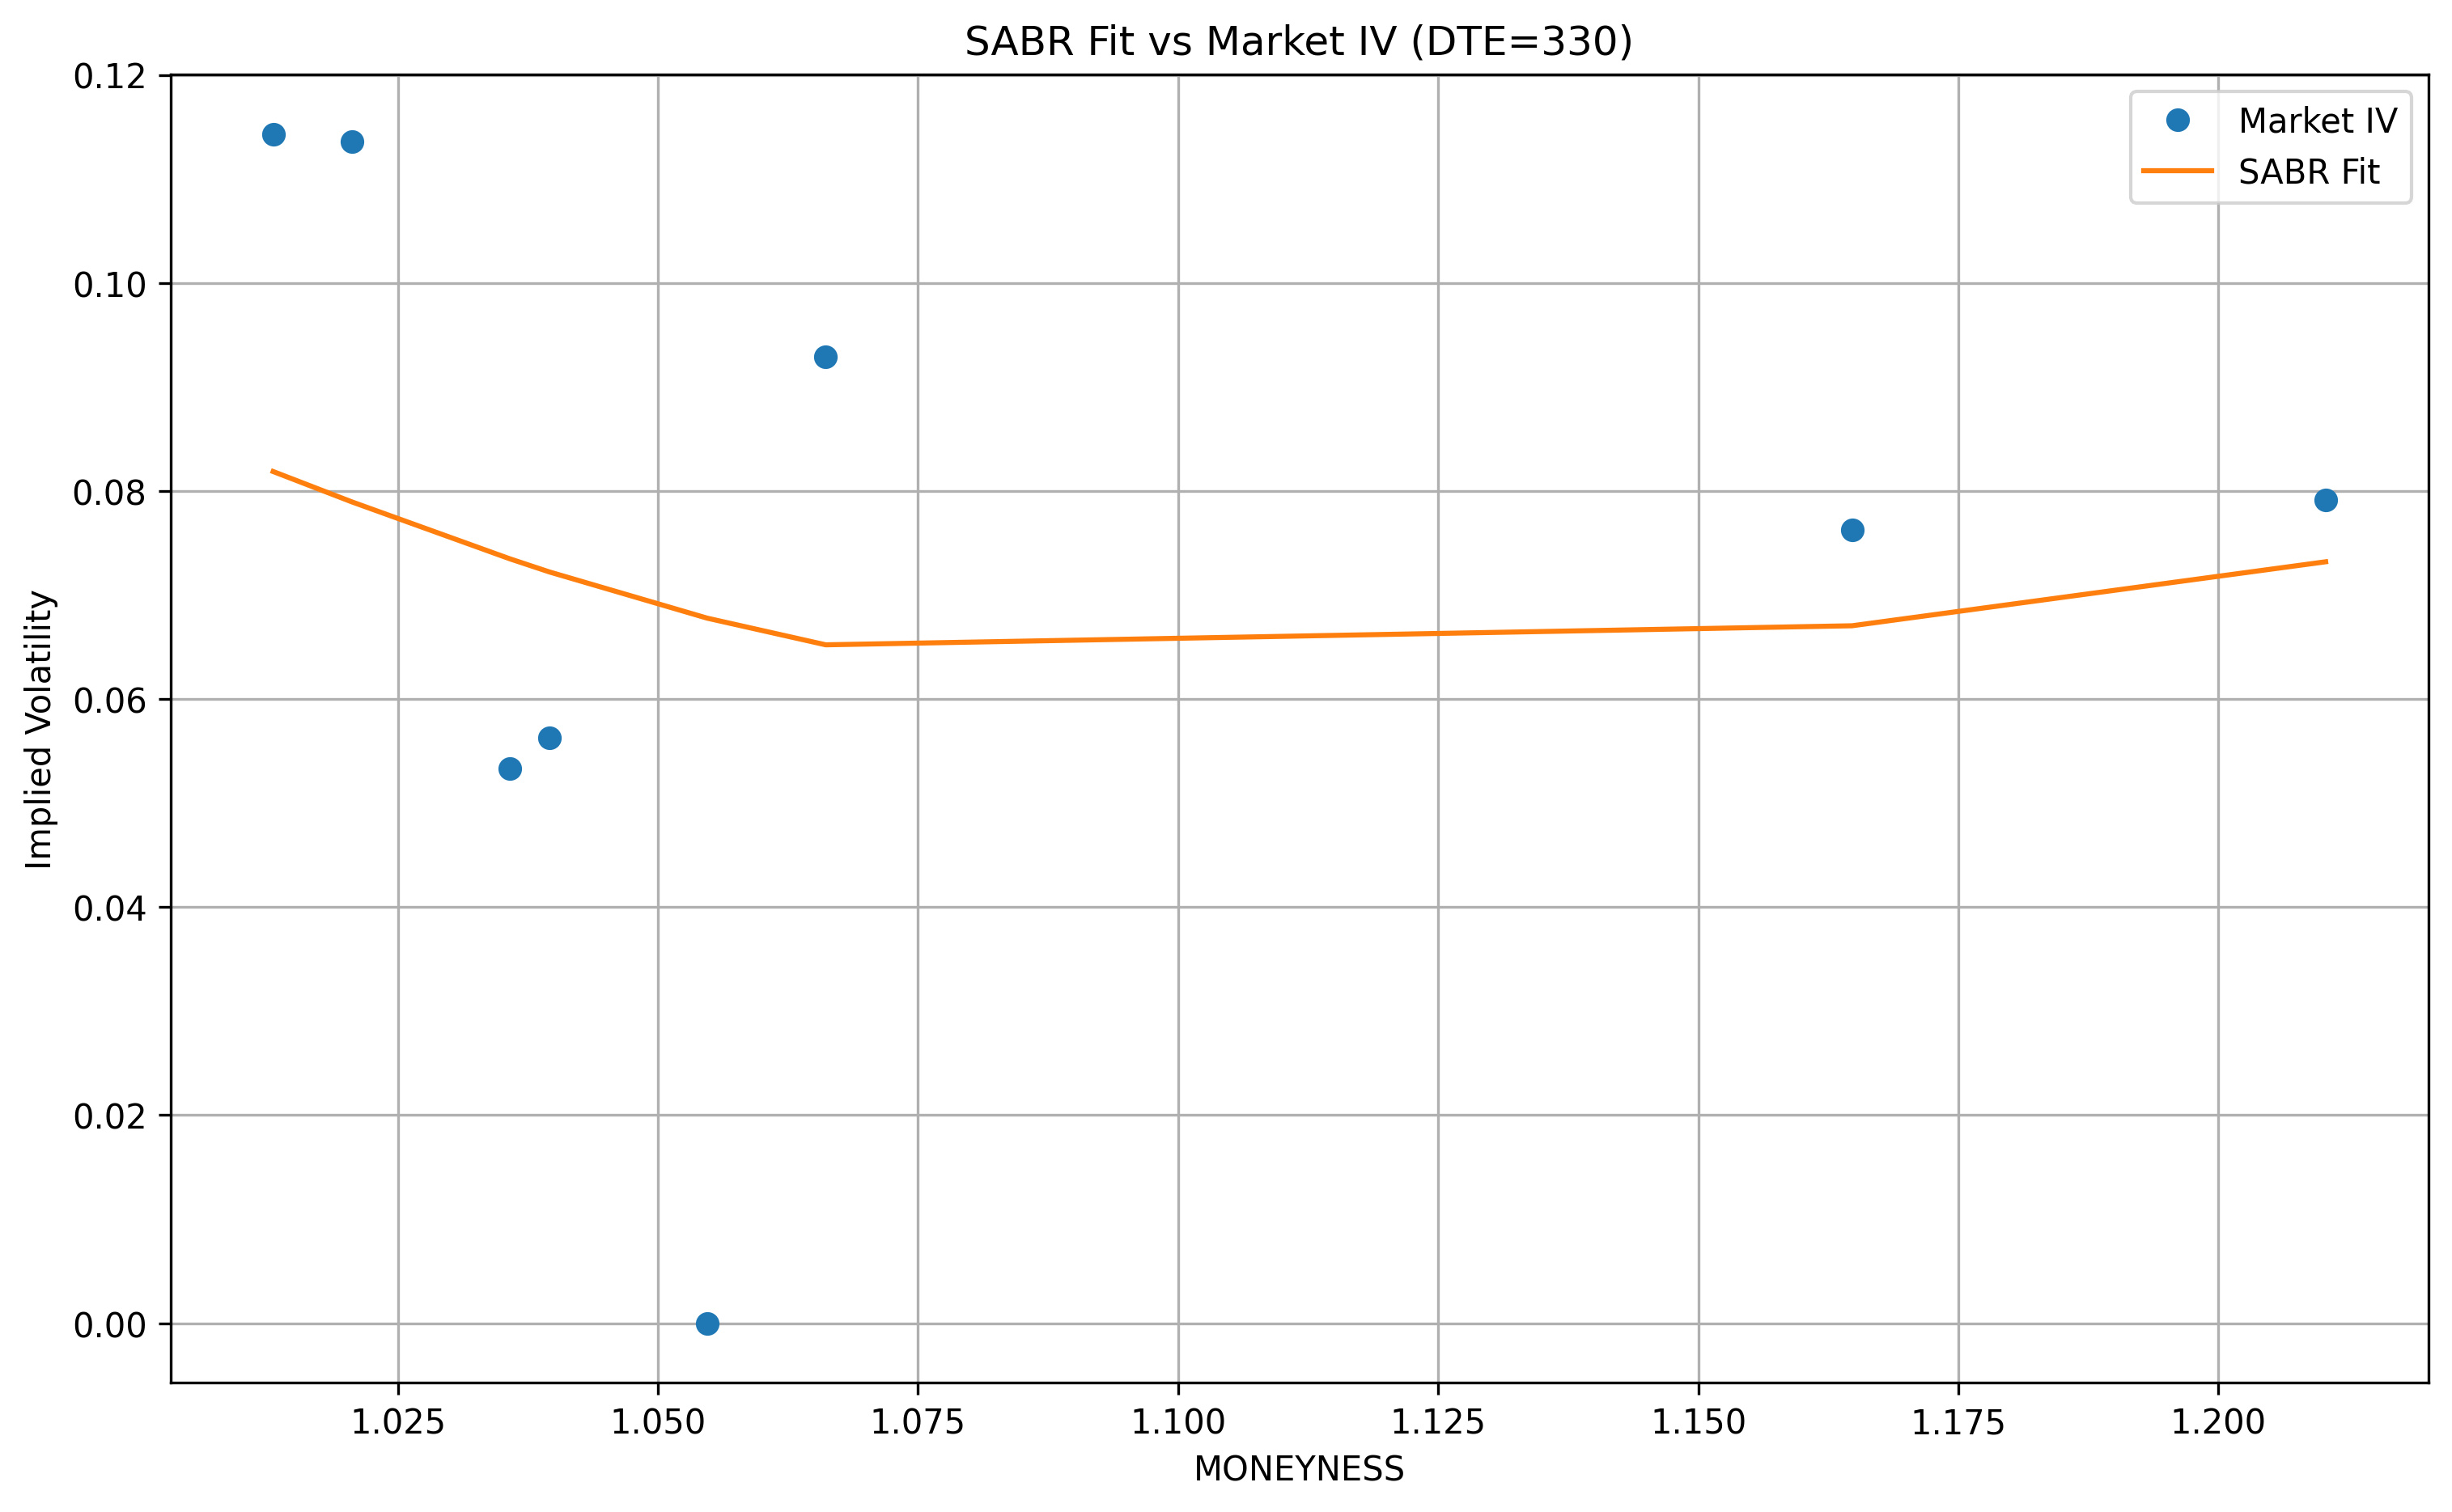 SABR Fit vs Market IV (DTE=330)
Market IV
SABR Fit
Implied Volatility
0.12
0.10
0.08
0.06
0.04
0.02
0.00
1.025 1.050 1.075 1.100 1.125 1.150 1.175 1.200
MONEYNESS